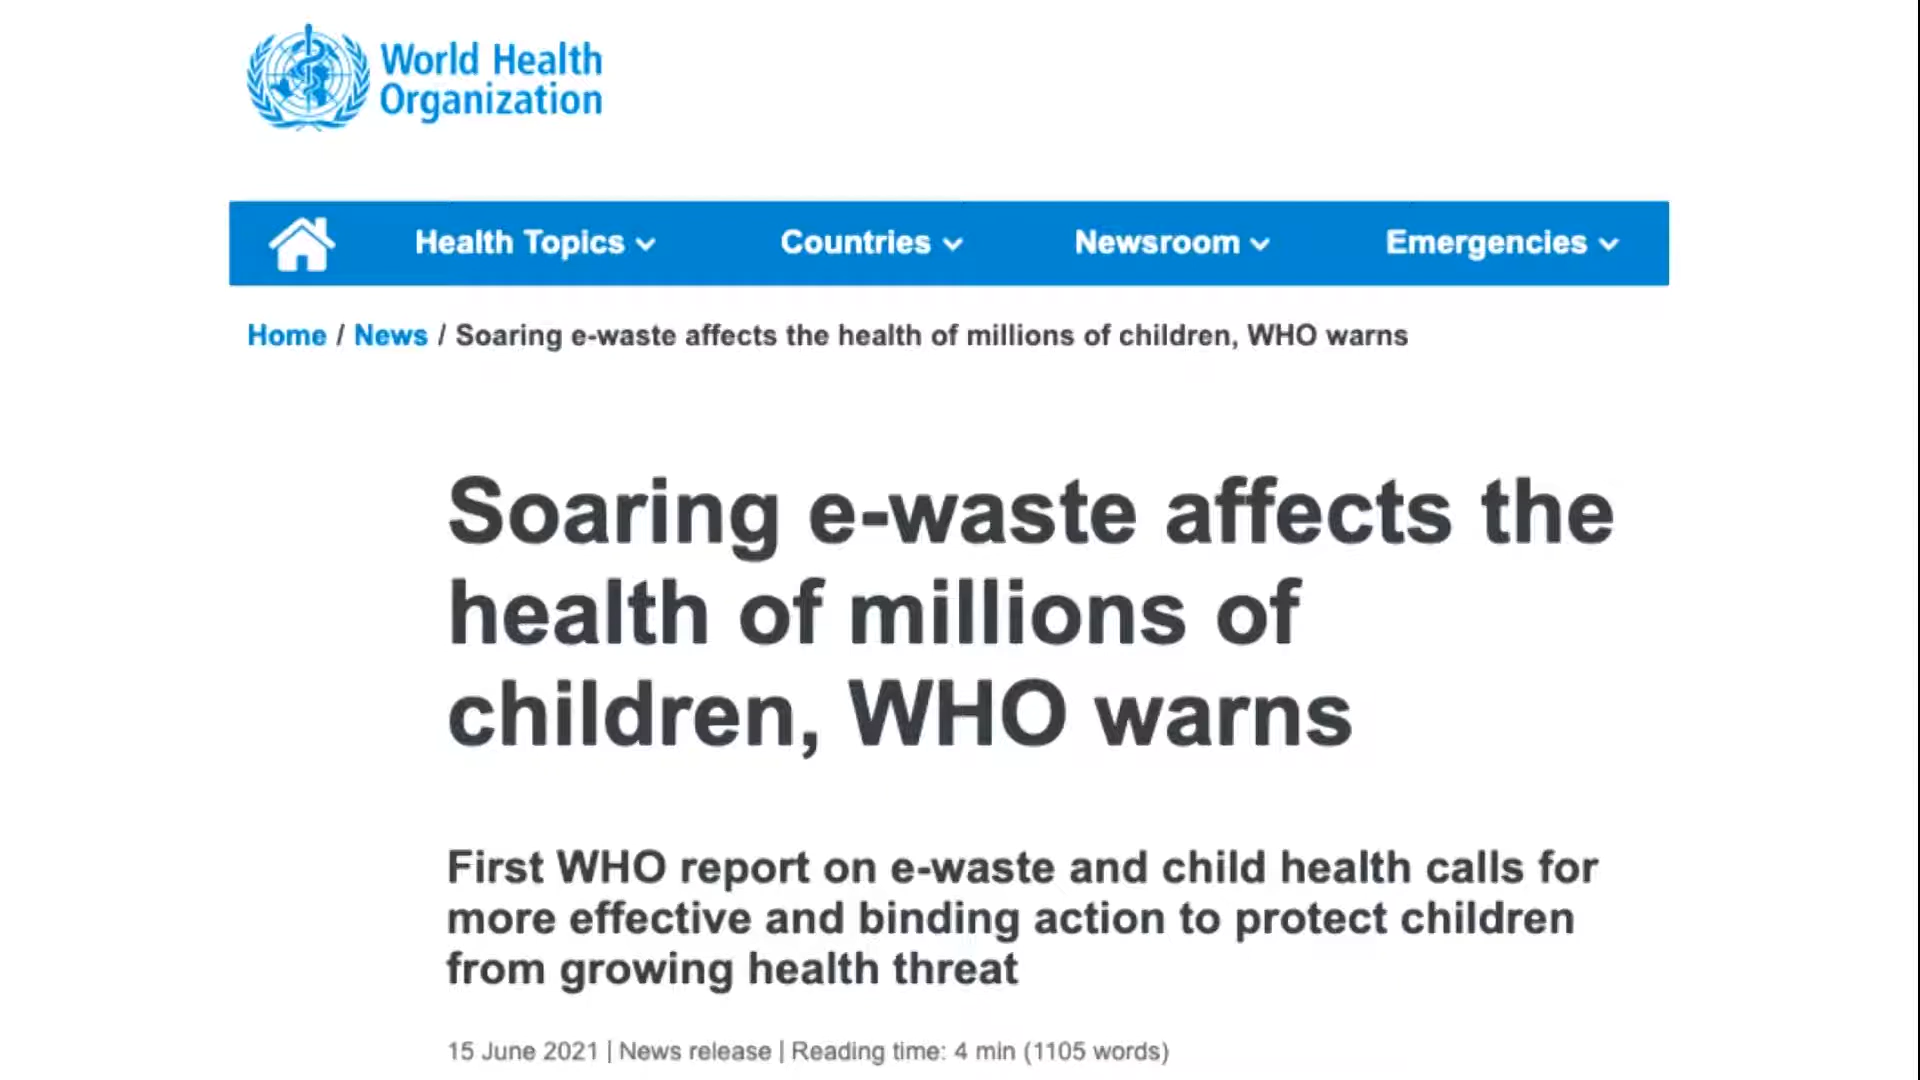 World Health
Organization
Health Topics
Countries
Newsroom
Emergencies
Home / News / Soaring e-waste affects the health of millions of children, WHO warns
Soaring e-waste affects the
health of millions of
children, WHO warns
First WHO report on e-waste and child health calls for
more effective and binding action to protect children
from growing health threat
15 June 2021 | News release | Reading time: 4 min (1105 words)